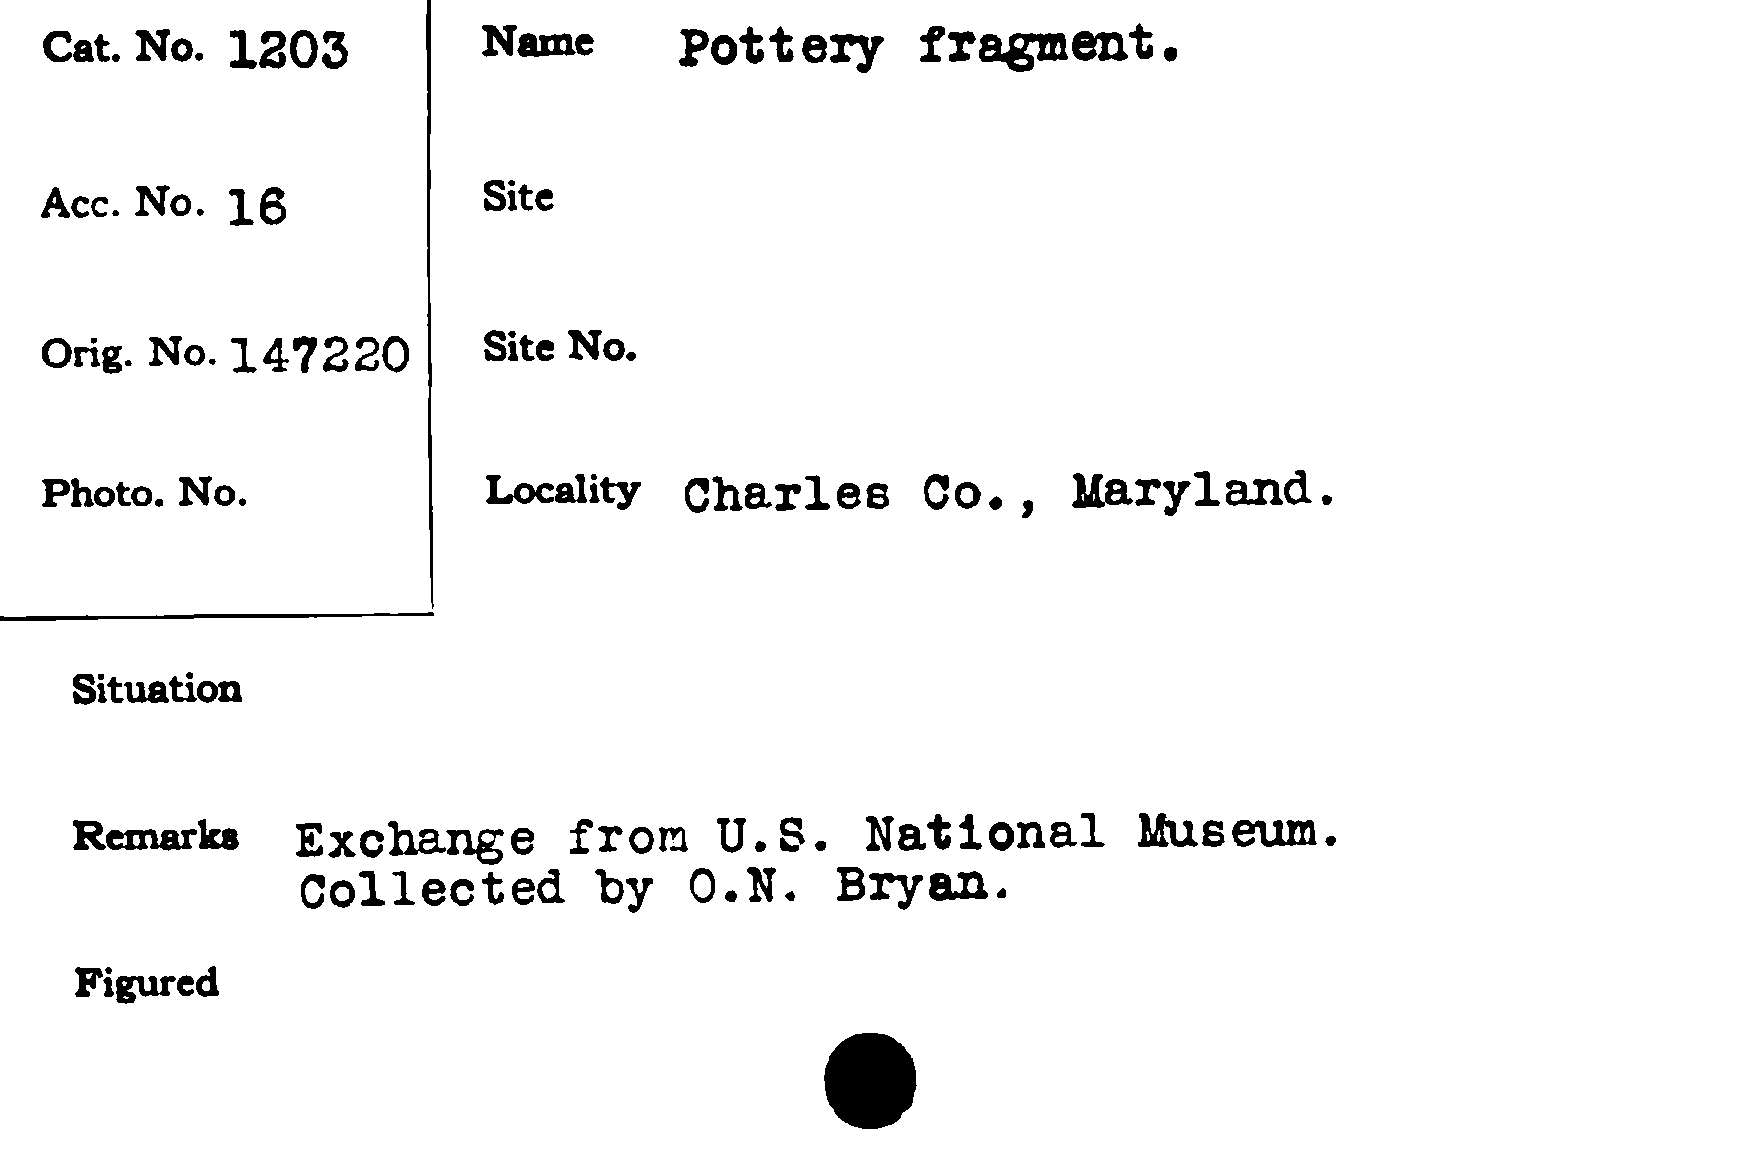 Cat. No. 1203
Name Pottery fragment.
Acc. No. 16
Site
Orig. No. 147220
Site No.
Photo. No.
Locality Charles Co., Maryland.
Situation
Remarks Exchange from U.S. National Museum.
Collected by O.N. Bryan.
Figured